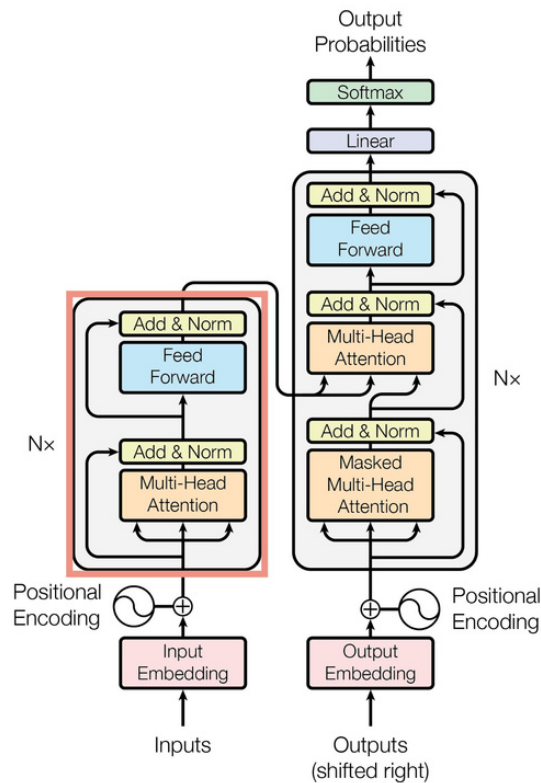 Output
Probabilities
Softmax
Linear
Add & Norm
Feed
Forward
Add & Norm
Multi-Head
Attention
Add & Norm
Masked
Multi-Head
Attention
N×
Add & Norm
Feed
Forward
Add & Norm
Multi-Head
Attention
N×
Positional
Encoding
Positional
Encoding
Input
Embedding
Output
Embedding
Inputs
Outputs
(shifted right)